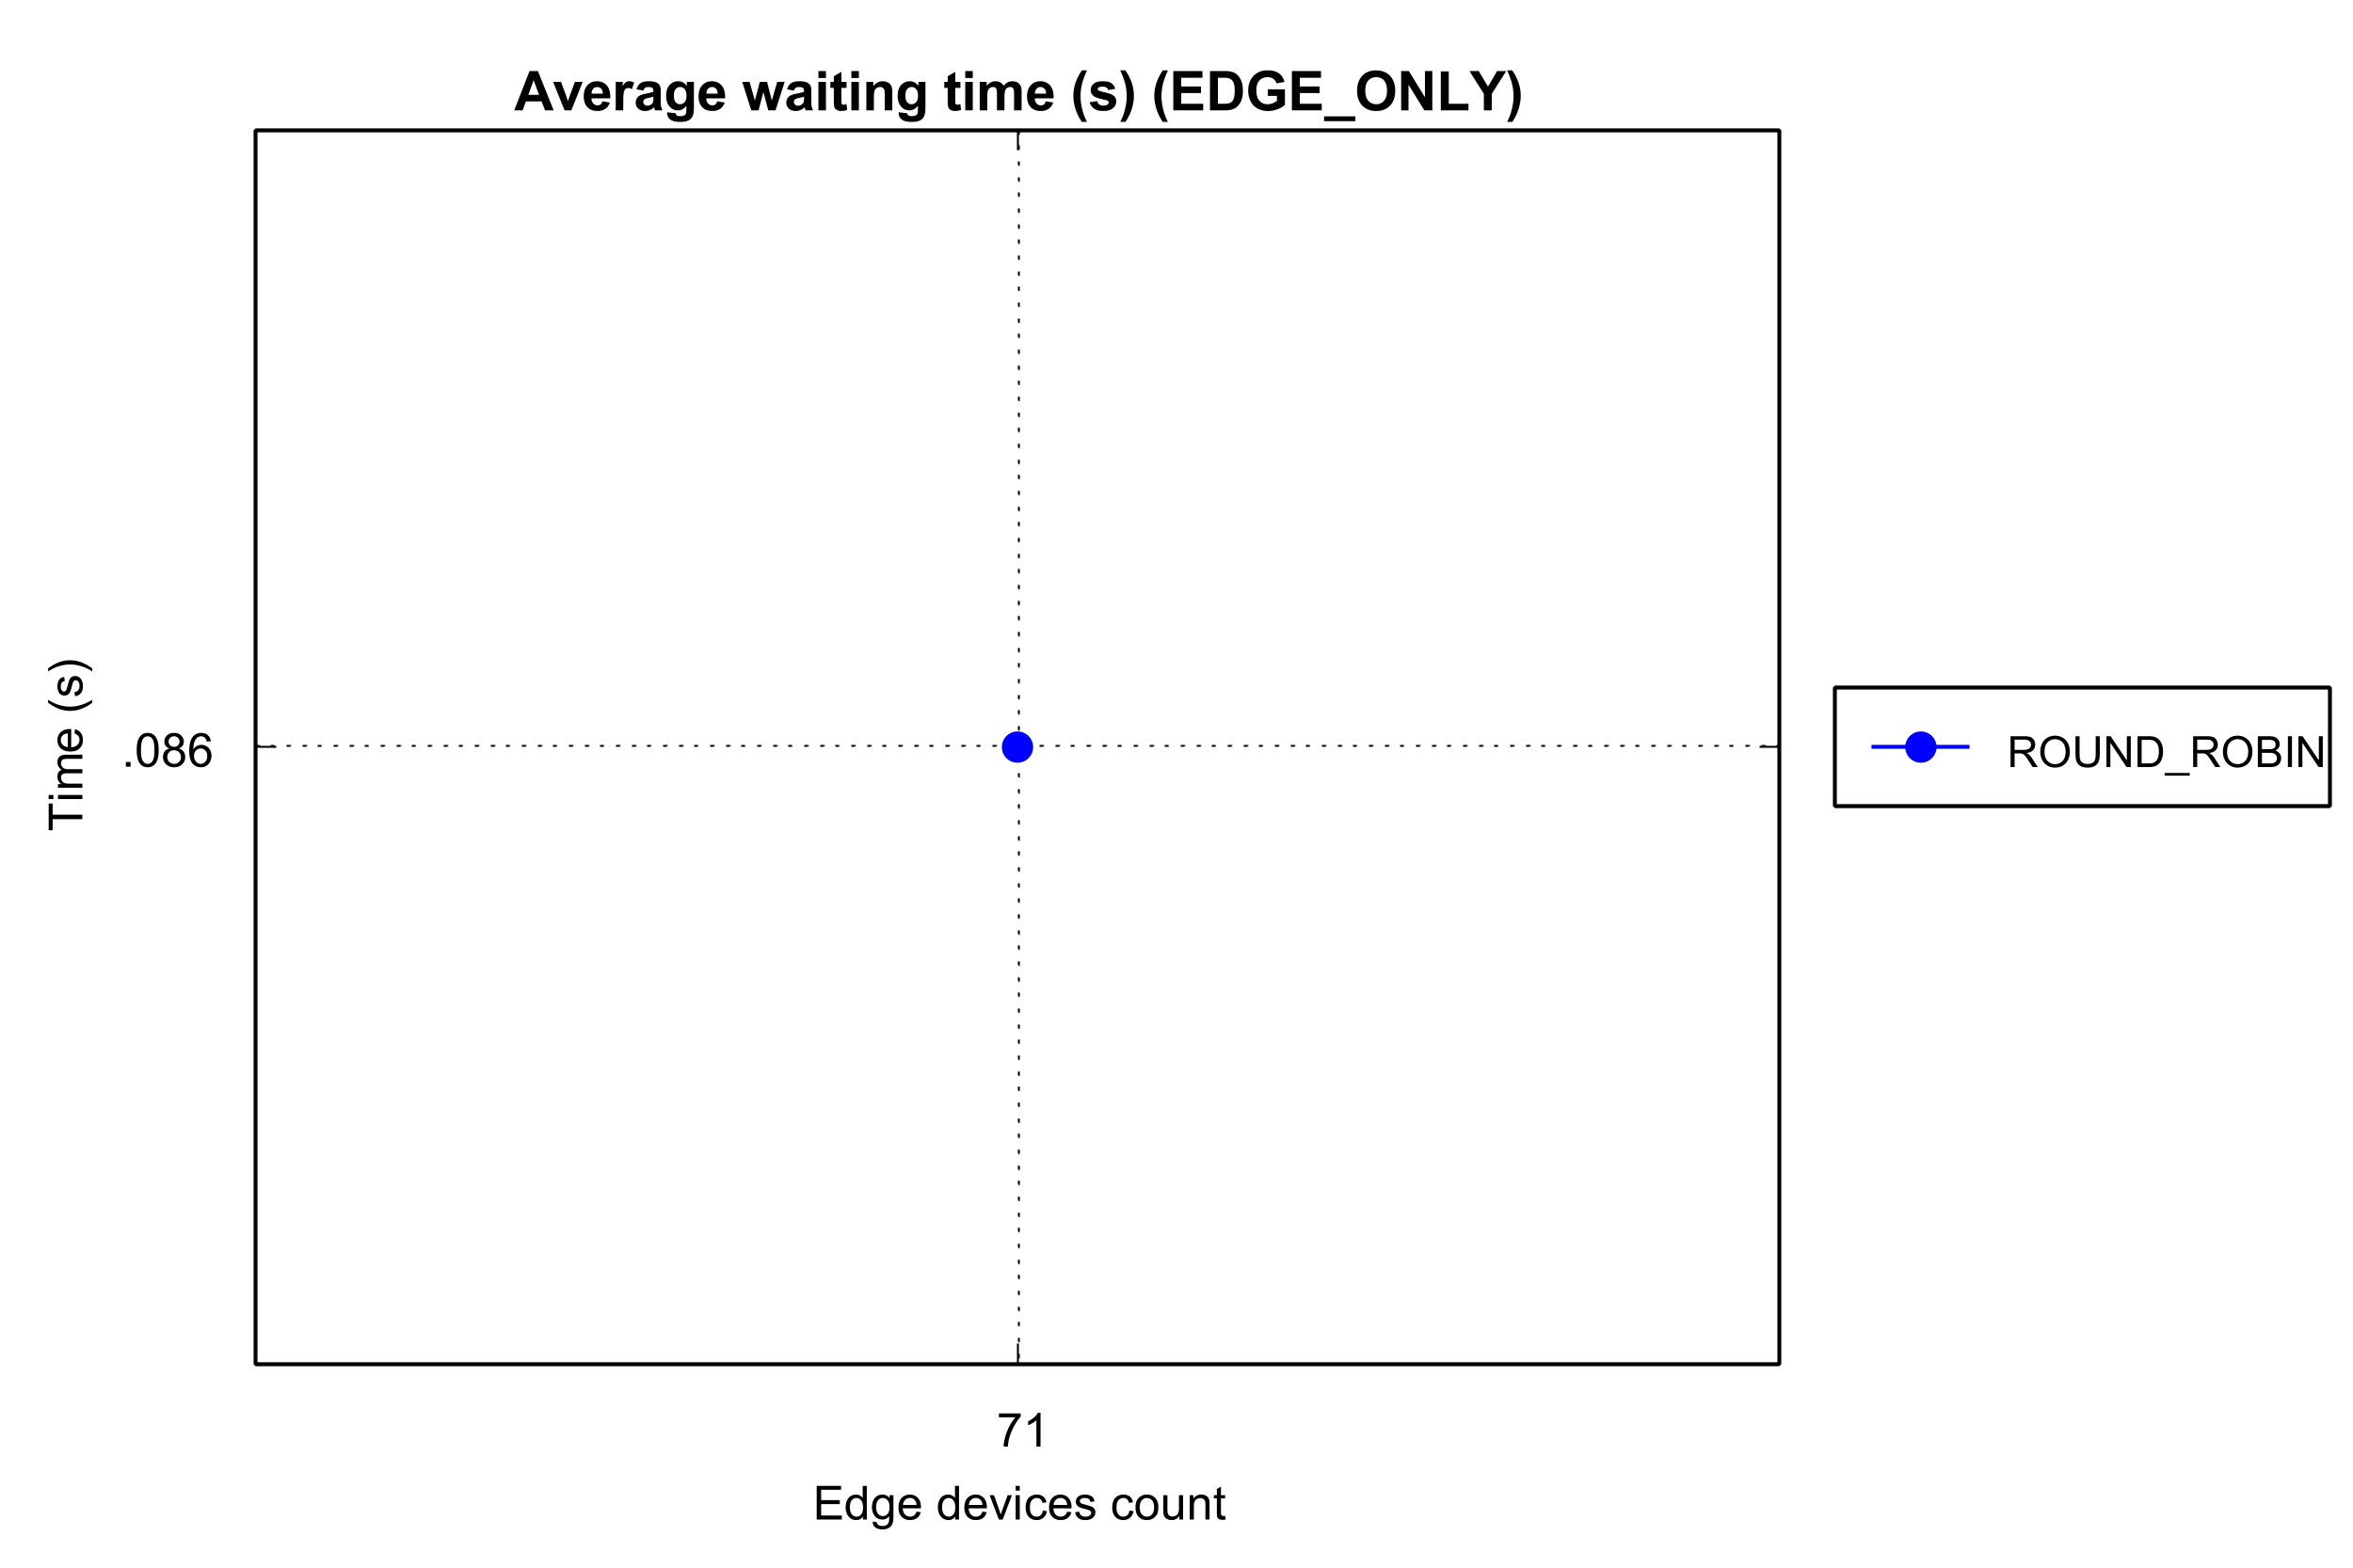 Average waiting time (s) (EDGE_ONLY)
Time (s)
.086
ROUND_ROBIN
71
Edge devices count